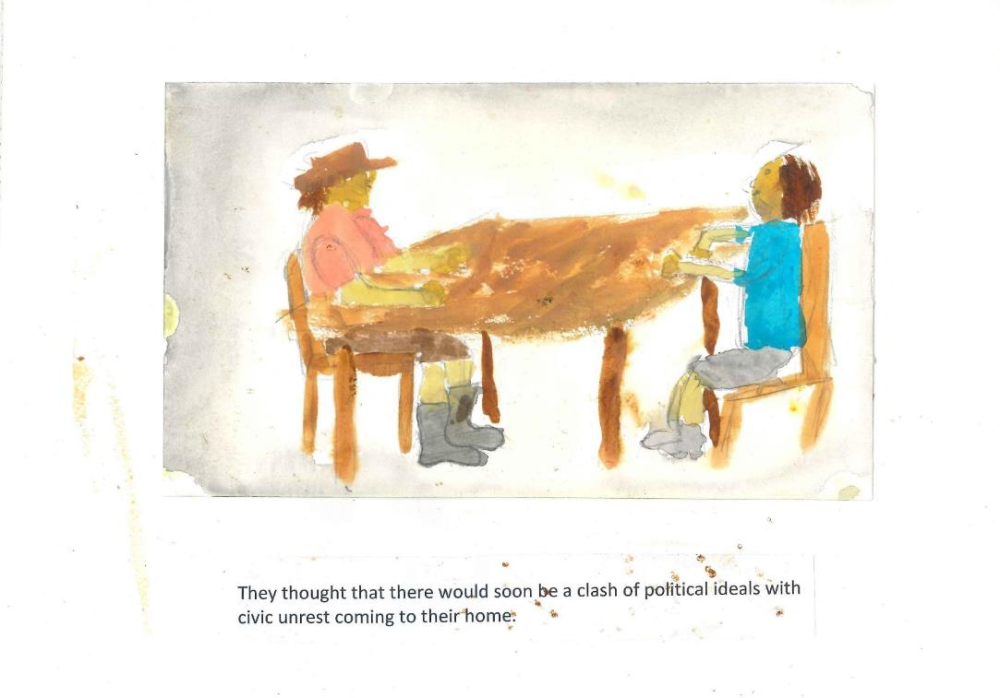 They thought that there would soon be a clash of political ideals with
civic unrest coming to their home.